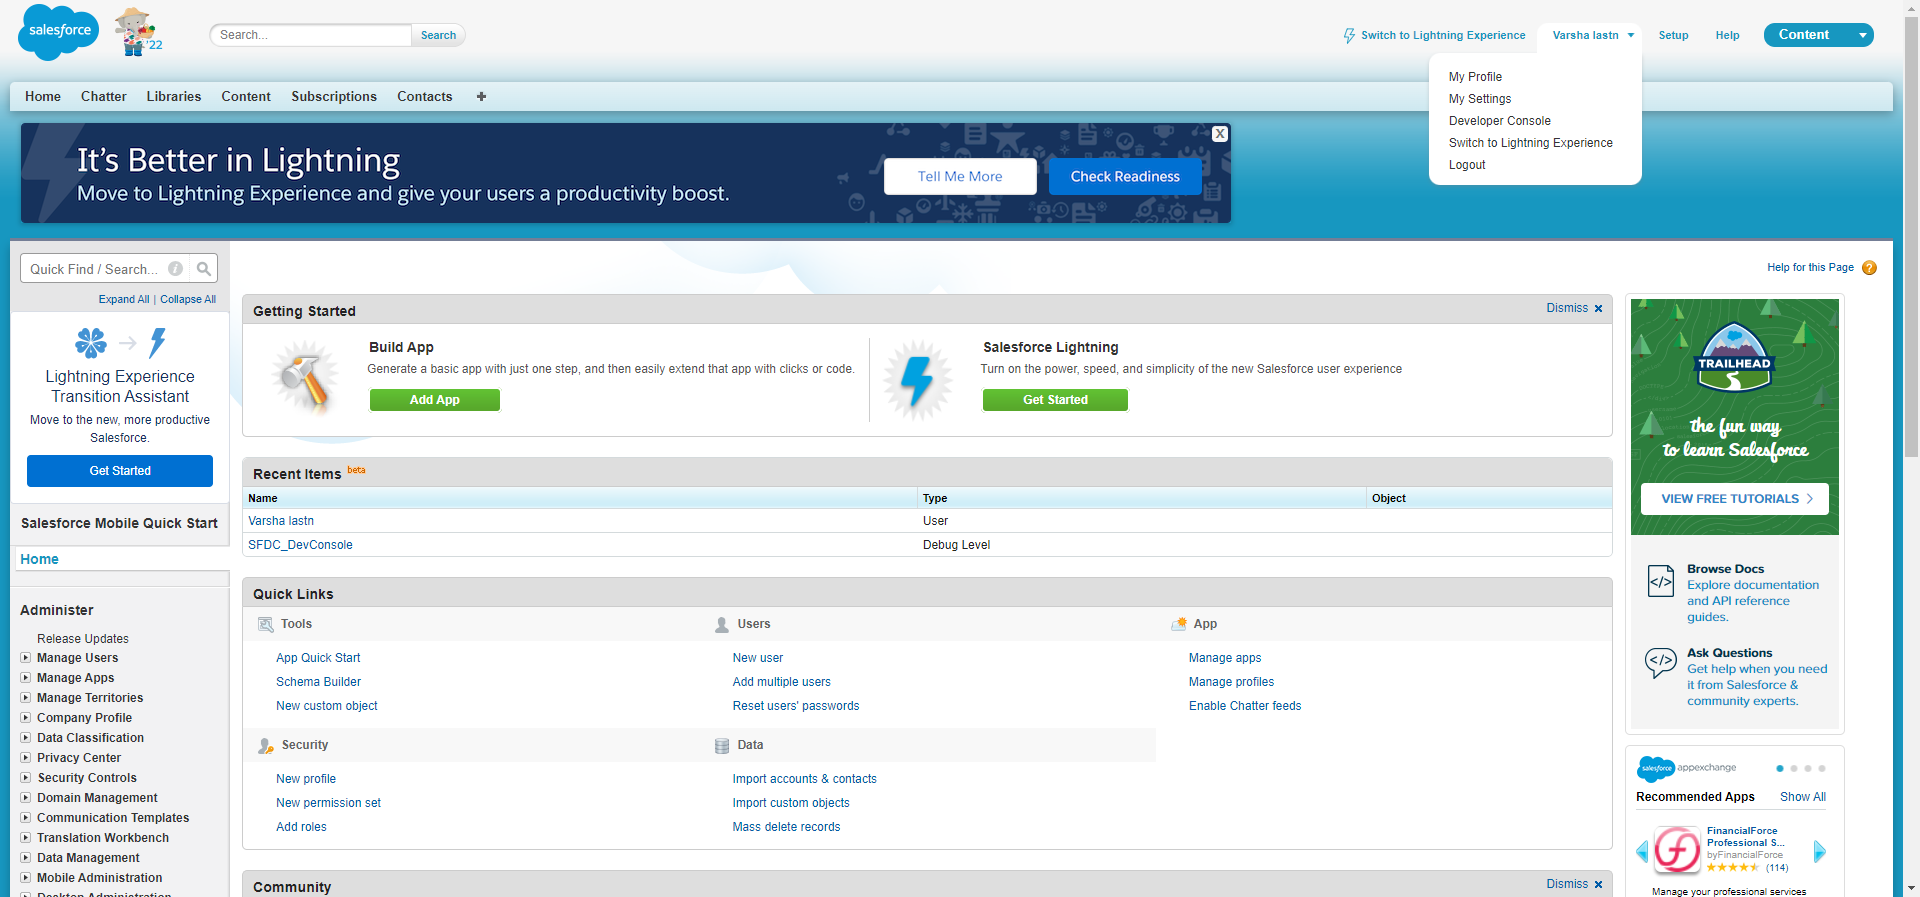 salesforce
'22
Search...
Search
Switch to Lightning Experience
Varsha lastn
Setup
Help
Content
My Profile
My Settings
Developer Console
Switch to Lightning Experience
Logout
Home Chatter Libraries Content Subscriptions Contacts +
It's Better in Lightning
Move to Lightning Experience and give your users a productivity boost.
Tell Me More
Check Readiness
X
Quick Find / Search...
Expand All | Collapse All
Lightning Experience
Transition Assistant
Move to the new, more productive
Salesforce.
Get Started
Salesforce Mobile Quick Start
Home
Administer
Release Updates
Manage Users
Manage Apps
Manage Territories
Company Profile
Data Classification
Privacy Center
Security Controls
Domain Management
Communication Templates
Translation Workbench
Data Management
Mobile Administration
Desktop Administration
Help for this Page ?
Getting Started
Dismiss x
Build App
Generate a basic app with just one step, and then easily extend that app with clicks or code.
Add App
Salesforce Lightning
Turn on the power, speed, and simplicity of the new Salesforce user experience
Get Started
Recent Items beta
Name Type Object
Varsha lastn User
SFDC_DevConsole Debug Level
Quick Links
Tools
App Quick Start
Schema Builder
New custom object
Users
New user
Add multiple users
Reset users' passwords
App
Manage apps
Manage profiles
Enable Chatter feeds
Security
New profile
New permission set
Add roles
Data
Import accounts & contacts
Import custom objects
Mass delete records
Community
Dismiss x
TRAILHEAD
the fun way
to learn Salesforce
VIEW FREE TUTORIALS
Browse Docs
Explore documentation
and API reference
guides.
Ask Questions
Get help when you need
it from Salesforce &
community experts.
salesforce appexchange
Recommended Apps Show All
FinancialForce
Professional S...
byFinancialForce
(114)
Manage your professional services